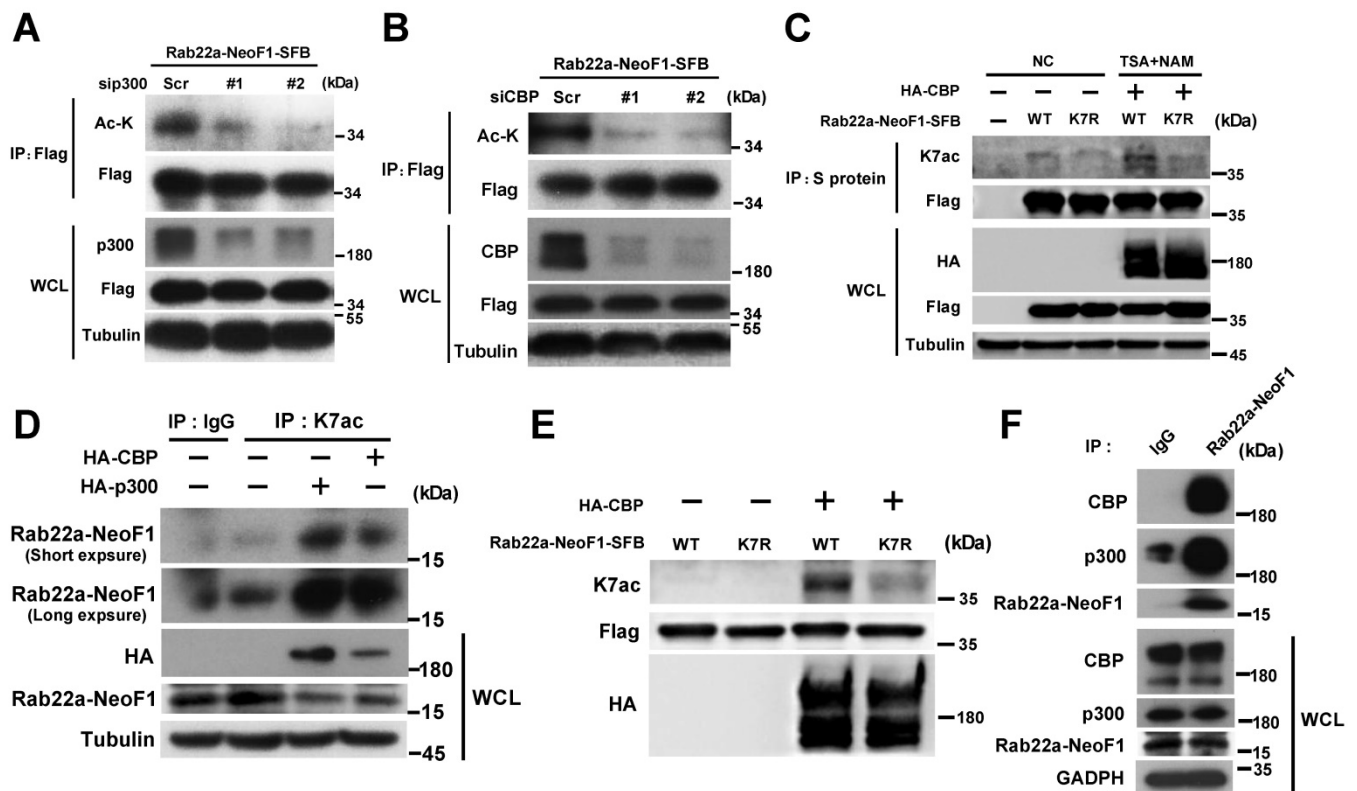 A
Rab22a-NeoF1-SFB
sip300 Scr #1 #2 (kDa)
IP: Flag
Ac-K
34
Flag
34
WCL
p300
180
Flag
34
55
Tubulin
B
Rab22a-NeoF1-SFB
siCBP Scr #1 #2 (kDa)
IP: Flag
Ac-K
34
Flag
34
WCL
CBP
180
Flag
34
55
Tubulin
C
NC TSA+NAM
HA-CBP − − − + +
Rab22a-NeoF1-SFB − WT K7R WT K7R (kDa)
IP: S protein
K7ac
35
Flag
35
WCL
HA
180
Flag
35
Tubulin
45
D
IP : IgG IP : K7ac
HA-CBP − − − +
HA-p300 − − + − (kDa)
Rab22a-NeoF1
(Short expsure)
15
Rab22a-NeoF1
(Long expsure)
15
HA
180
WCL
Rab22a-NeoF1
15
Tubulin
45
E
HA-CBP − − + +
Rab22a-NeoF1-SFB WT K7R WT K7R (kDa)
K7ac
35
Flag
35
HA
180
F
IP : IgG Rab22a-NeoF1 (kDa)
CBP
180
p300
180
Rab22a-NeoF1
15
CBP
180
WCL
p300
180
Rab22a-NeoF1
15
35
GADPH